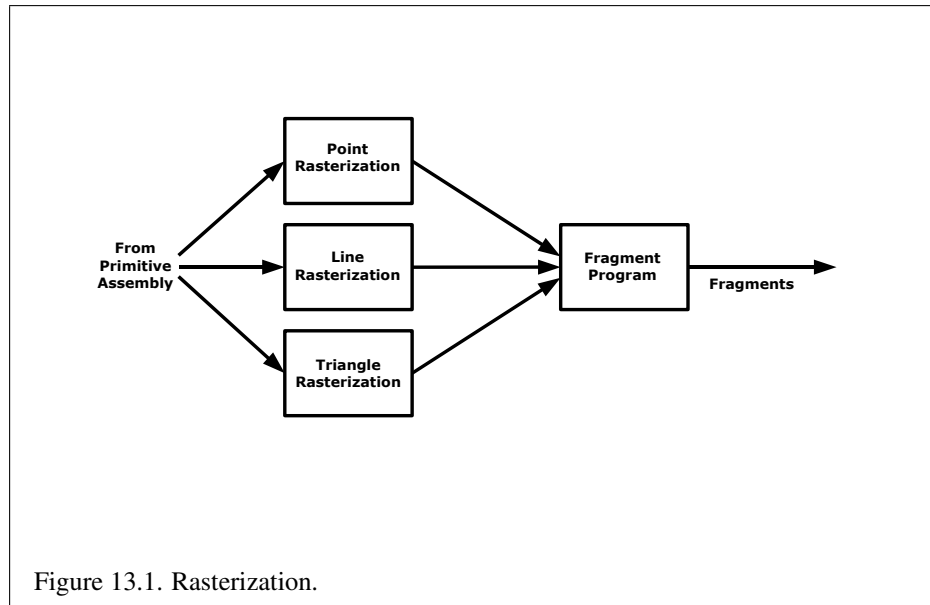 Point
Rasterization
From
Primitive
Assembly
Line
Rasterization
Triangle
Rasterization
Fragment
Program
Fragments
Figure 13.1. Rasterization.